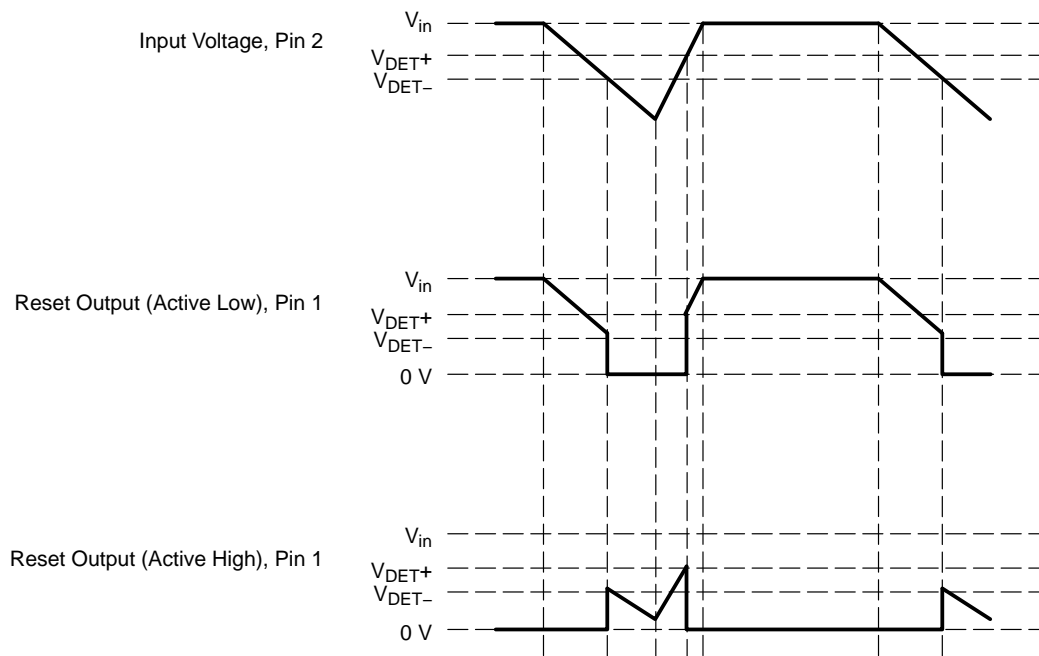 Input Voltage, Pin 2
V_in
V_DET+
V_DET−
Reset Output (Active Low), Pin 1
V_in
V_DET+
V_DET−
0 V
Reset Output (Active High), Pin 1
V_in
V_DET+
V_DET−
0 V